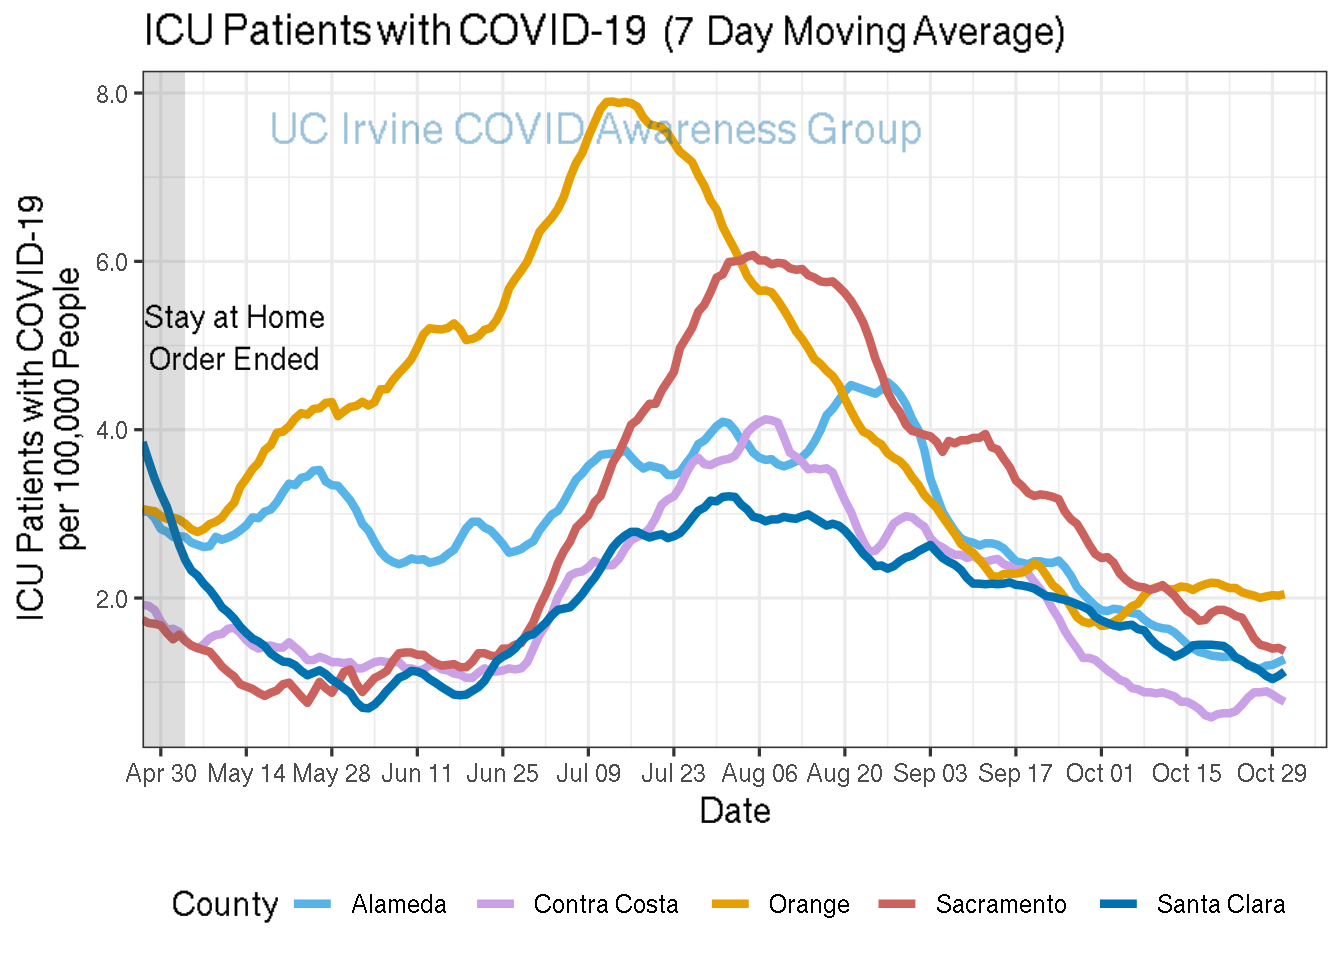 ICU Patients with COVID-19 (7 Day Moving Average)
UC Irvine COVID Awareness Group
Stay at Home
Order Ended
ICU Patients with COVID-19
per 100,000 People
8.0
6.0
4.0
2.0
Apr 30 May 14 May 28 Jun 11 Jun 25 Jul 09 Jul 23 Aug 06 Aug 20 Sep 03 Sep 17 Oct 01 Oct 15 Oct 29
Date
County Alameda Contra Costa Orange Sacramento Santa Clara